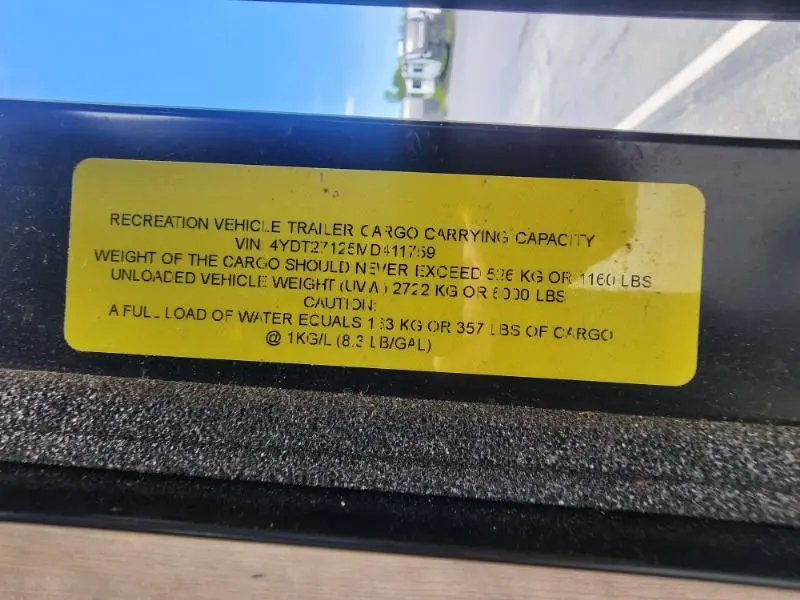 RECREATION VEHICLE TRAILER CARGO CARRYING CAPACITY
VIN: 4YDT27125MD411759
WEIGHT OF THE CARGO SHOULD NEVER EXCEED 526 KG OR 1160 LBS
UNLOADED VEHICLE WEIGHT (UVW) 2722 KG OR 6000 LBS
CAUTION:
A FULL LOAD OF WATER EQUALS 163 KG OR 357 LBS OF CARGO
@ 1KG/L (8.3 LB/GAL)